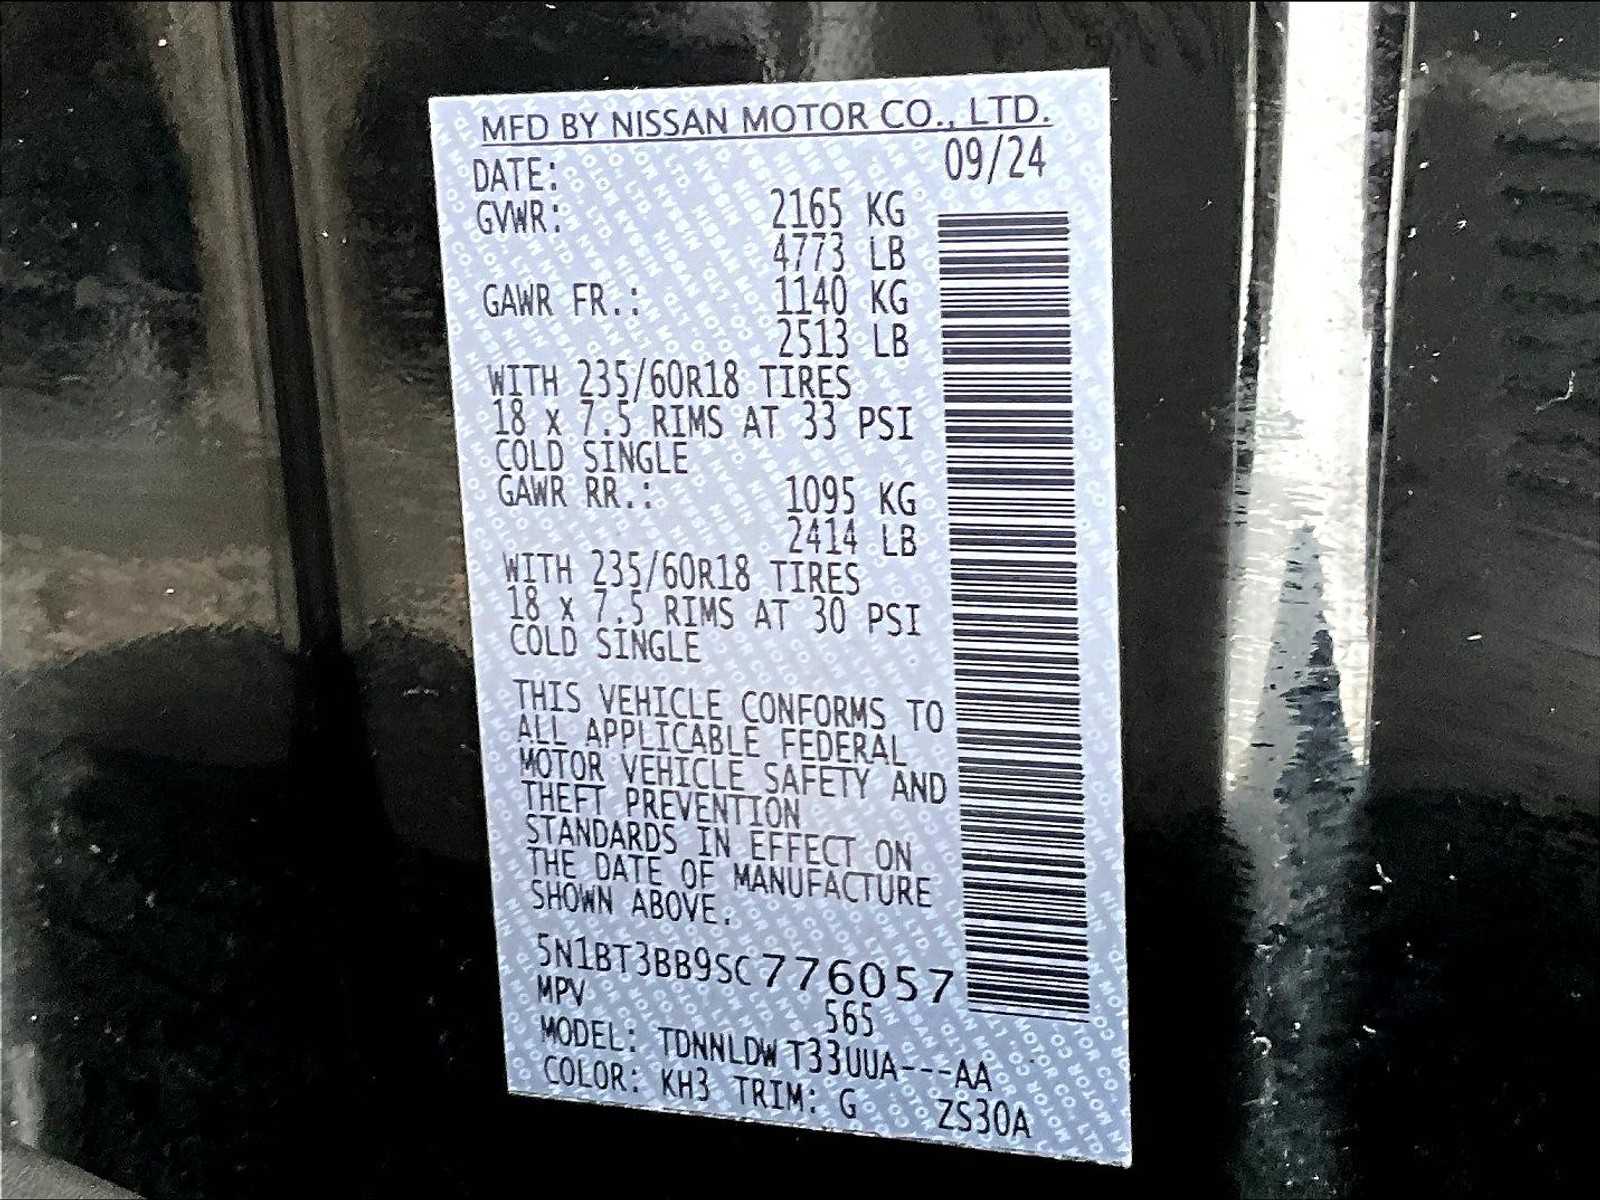 MFD BY NISSAN MOTOR CO., LTD.
DATE: 09/24
GVWR: 2165 KG
4773 LB
GAWR FR.: 1140 KG
2513 LB
WITH 235/60R18 TIRES
18 x 7.5 RIMS AT 33 PSI
COLD SINGLE
GAWR RR.: 1095 KG
2414 LB
WITH 235/60R18 TIRES
18 x 7.5 RIMS AT 30 PSI
COLD SINGLE
THIS VEHICLE CONFORMS TO
ALL APPLICABLE FEDERAL
MOTOR VEHICLE SAFETY AND
THEFT PREVENTION
STANDARDS IN EFFECT ON
THE DATE OF MANUFACTURE
SHOWN ABOVE.
5N1BT3BB9SC776057
MPV 565
MODEL: TDNNLDW T33UUA---AA
COLOR: KH3 TRIM: G ZS30A